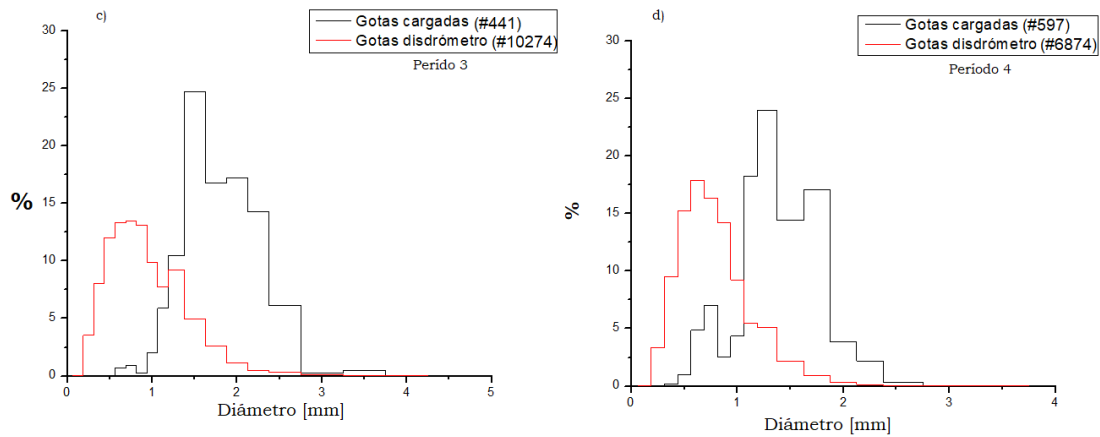 c)
Gotas cargadas (#441)
Gotas disdrómetro (#10274)
Perído 3
30
25
20
15
10
5
0
%
0 1 2 3 4 5
Diámetro [mm]
d)
Gotas cargadas (#597)
Gotas disdrómetro (#6874)
Período 4
30
25
20
15
10
5
0
%
0 1 2 3 4
Diámetro [mm]